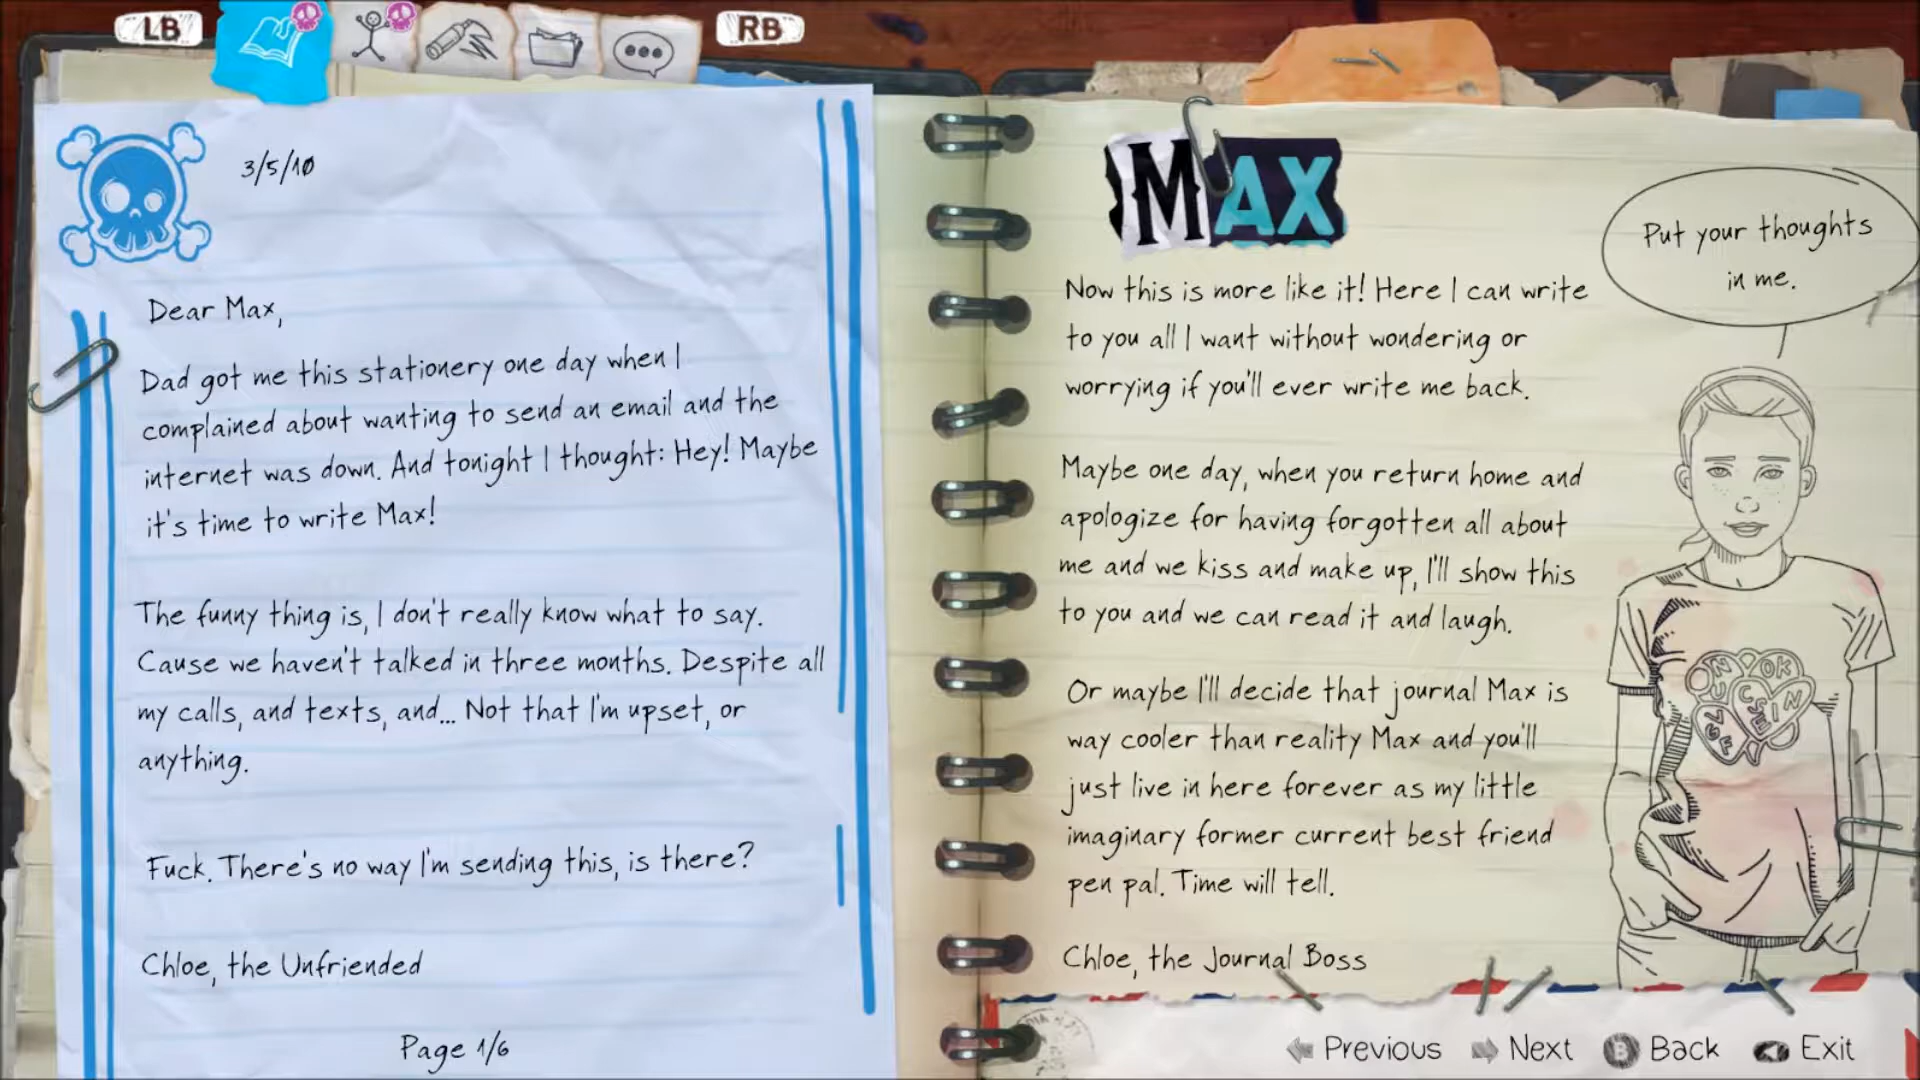 LB
RB
3/5/10
Dear Max,
Dad got me this stationery one day when I
complained about wanting to send an email and the
internet was down. And tonight I thought: Hey! Maybe
it's time to write Max!
The funny thing is, I don't really know what to say.
Cause we haven't talked in three months. Despite all
my calls, and texts, and... Not that I'm upset, or
anything.
Fuck. There's no way I'm sending this, is there?
Chloe, the Unfriended
Page 1/6
MAX
Now this is more like it! Here I can write
to you all I want without wondering or
worrying if you'll ever write me back.
Maybe one day, when you return home and
apologize for having forgotten all about
me and we kiss and make up, I'll show this
to you and we can read it and laugh.
Or maybe I'll decide that journal Max is
way cooler than reality Max and you'll
just live in here forever as my little
imaginary former current best friend
pen pal. Time will tell.
Chloe, the Journal Boss
Put your thoughts
in me.
Previous
Next
B Back
Exit